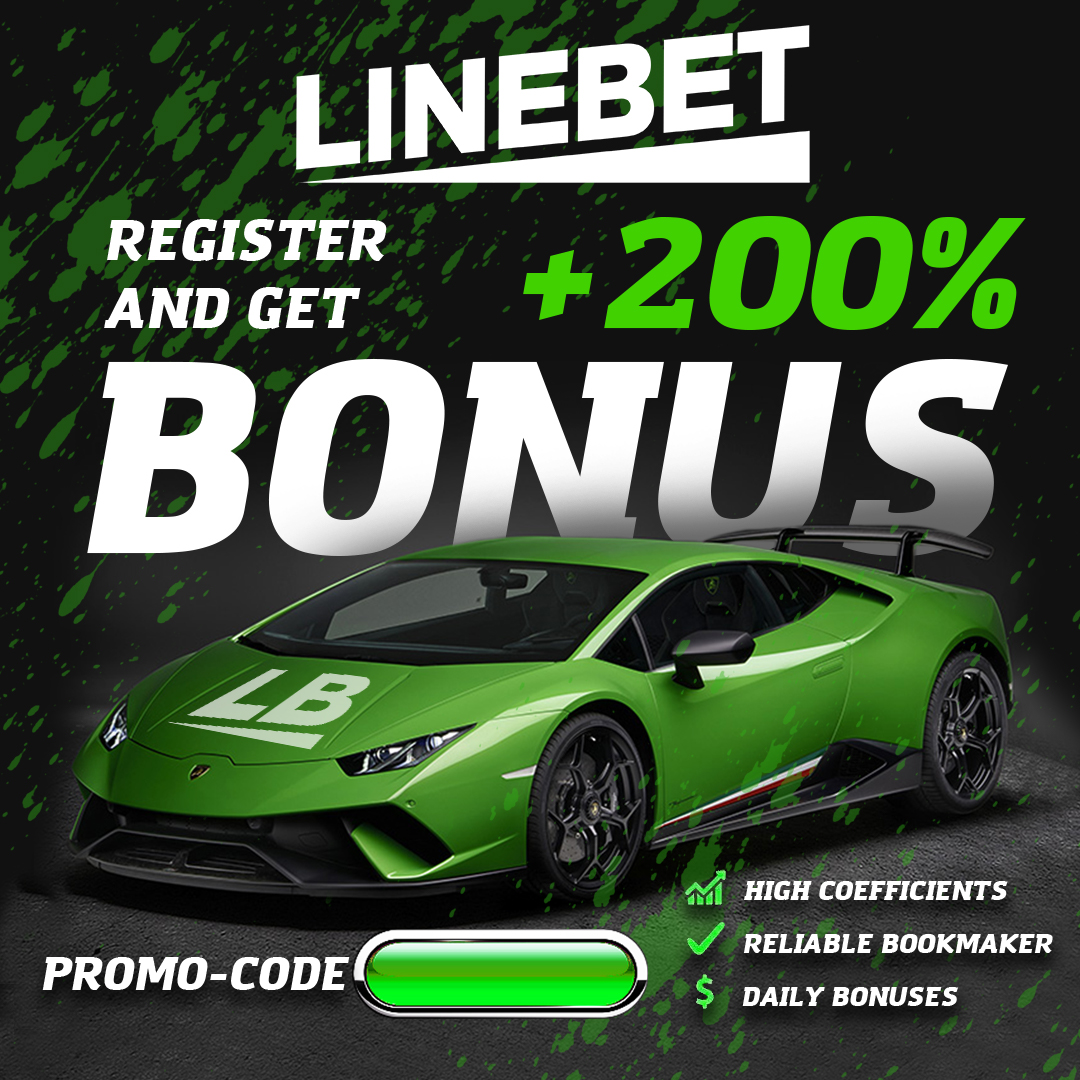 LINEBET
REGISTER
AND GET
+200%
BONUS
LB
HIGH COEFFICIENTS
RELIABLE BOOKMAKER
DAILY BONUSES
PROMO-CODE